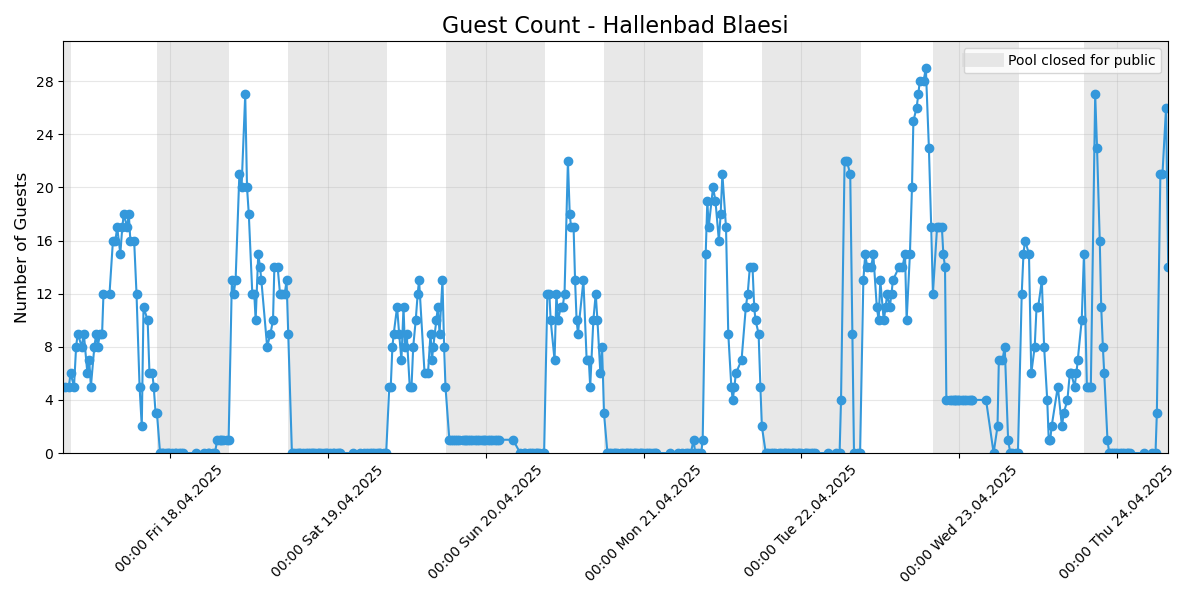 Guest Count - Hallenbad Blaesi
Pool closed for public
Number of Guests
28
24
20
16
12
8
4
0
00:00 Fri 18.04.2025
00:00 Sat 19.04.2025
00:00 Sun 20.04.2025
00:00 Mon 21.04.2025
00:00 Tue 22.04.2025
00:00 Wed 23.04.2025
00:00 Thu 24.04.2025